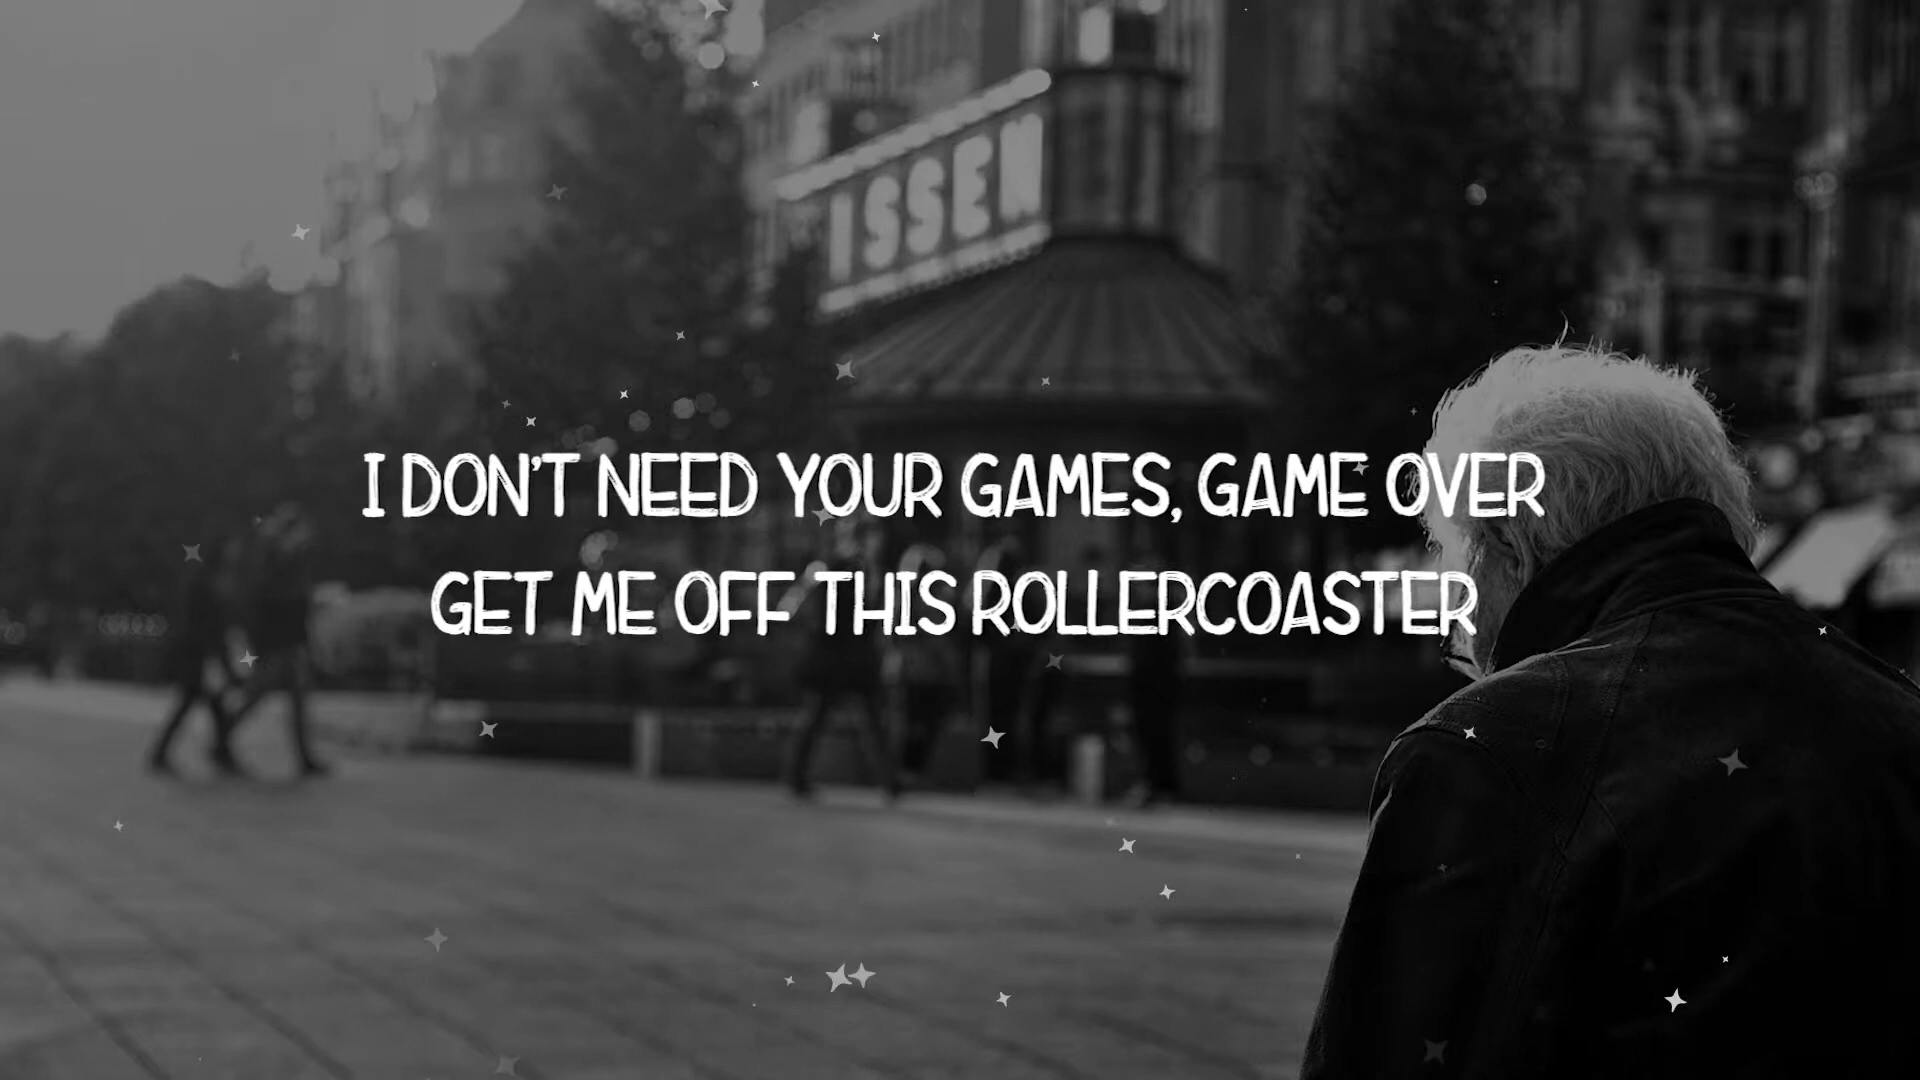 ISSEN
I DON'T NEED YOUR GAMES, GAME OVER
GET ME OFF THIS ROLLERCOASTER